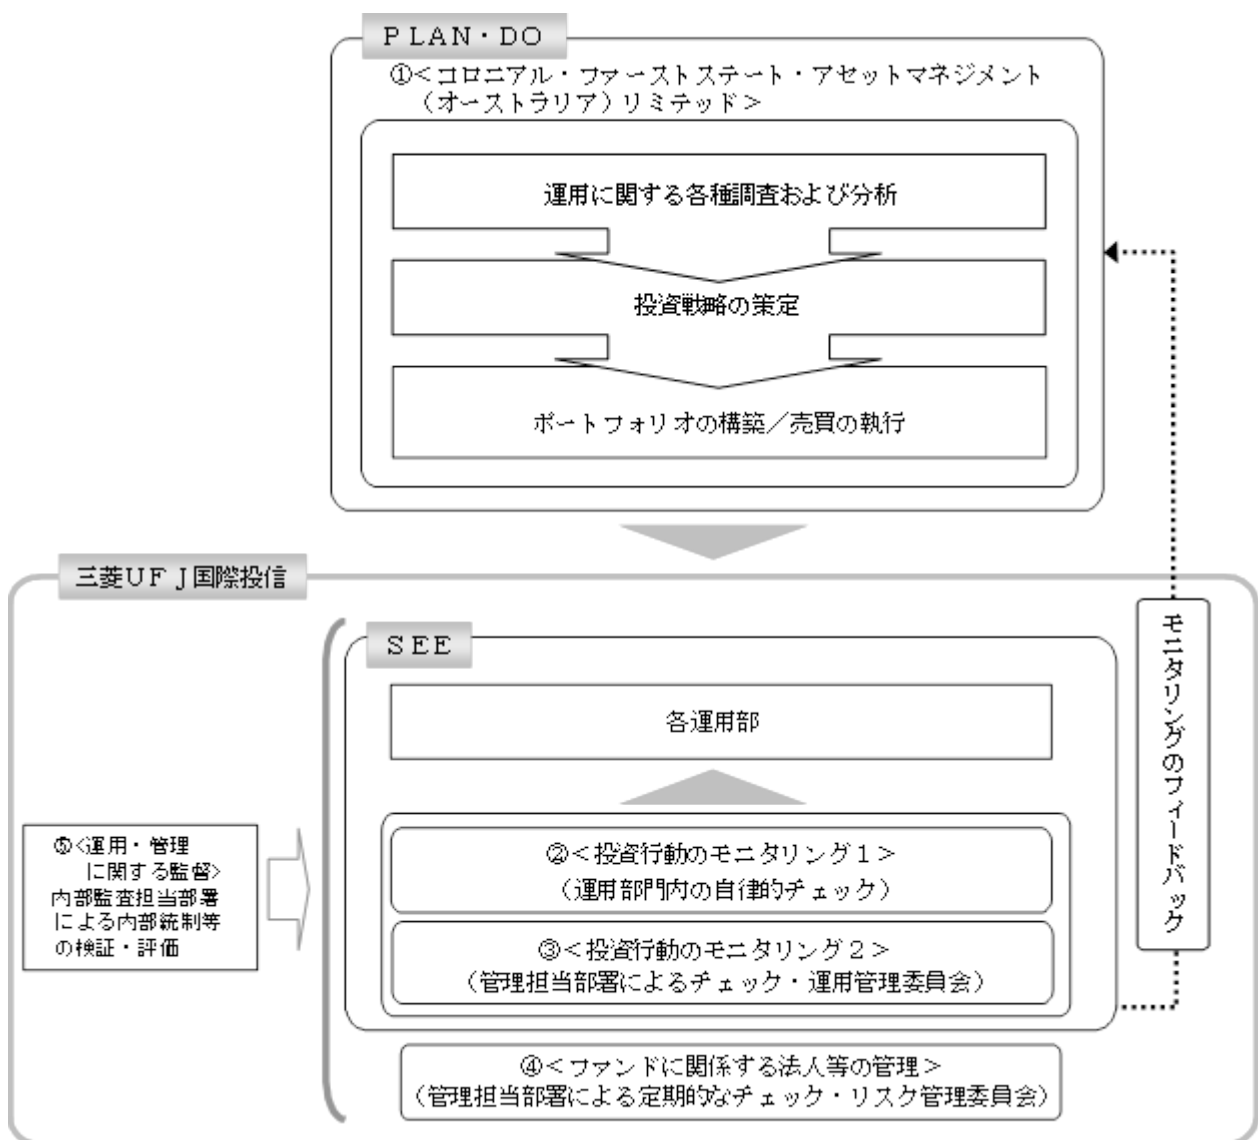 ＰＬＡＮ・ＤＯ
①＜コロニアル・ファーストステート・アセットマネジメント
（オーストラリア）リミテッド＞
運用に関する各種調査および分析
投資戦略の策定
ポートフォリオの構築／売買の執行
三菱ＵＦＪ国際投信
ＳＥＥ
各運用部
②＜投資行動のモニタリング１＞
（運用部門内の自律的チェック）
③＜投資行動のモニタリング２＞
（管理担当部署によるチェック・運用管理委員会）
④＜ファンドに関係する法人等の管理＞
（管理担当部署による定期的なチェック・リスク管理委員会）
⑤<運用・管理
に関する監督>
内部監査担当部署
による内部統制等
の検証・評価
モニタリングのフィードバック